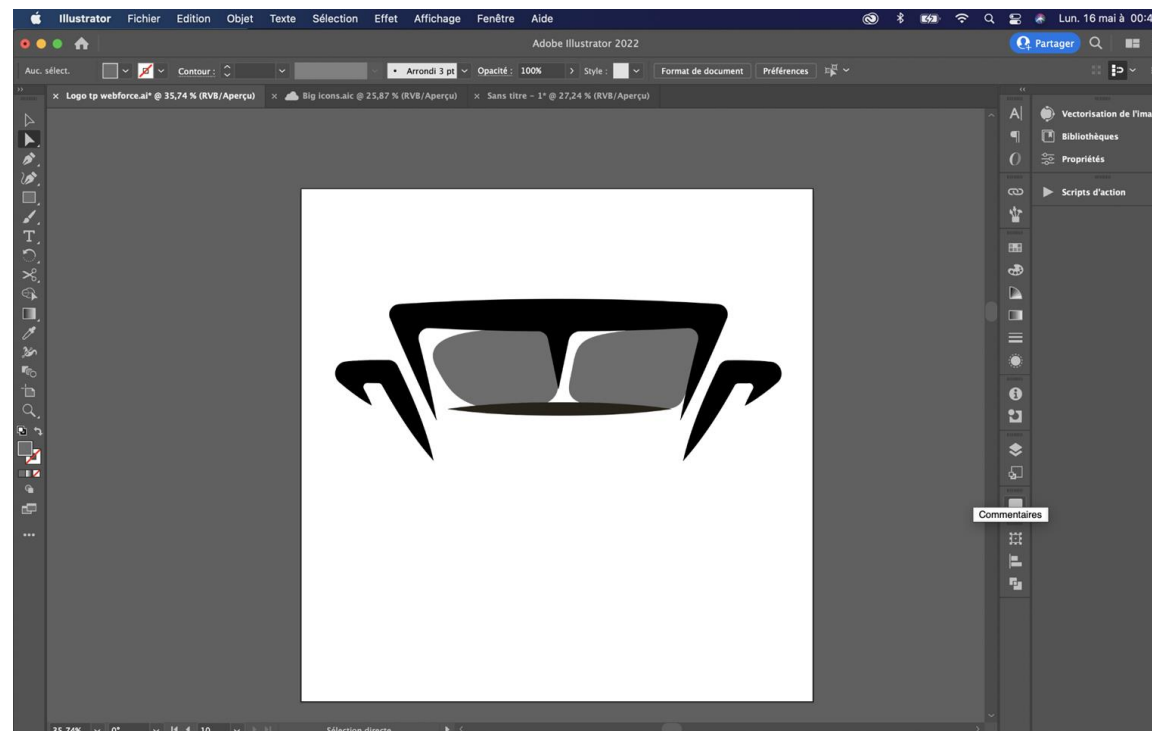 Illustrator Fichier Edition Objet Texte Sélection Effet Affichage Fenêtre Aide Lun. 16 mai à 00:4
Adobe Illustrator 2022 Partager
Auc. sélect. Contour : Arrondi 3 pt Opacité : 100% Style : Format de document Préférences
× Logo tp webforce.ai* @ 35,74 % (RVB/Aperçu) × Big icons.aic @ 25,87 % (RVB/Aperçu) × Sans titre - 1* @ 27,24 % (RVB/Aperçu)
Vectorisation de l'ima
Bibliothèques
Propriétés
Scripts d'action
Commentaires
35,74% 0° 10 Sélection directe